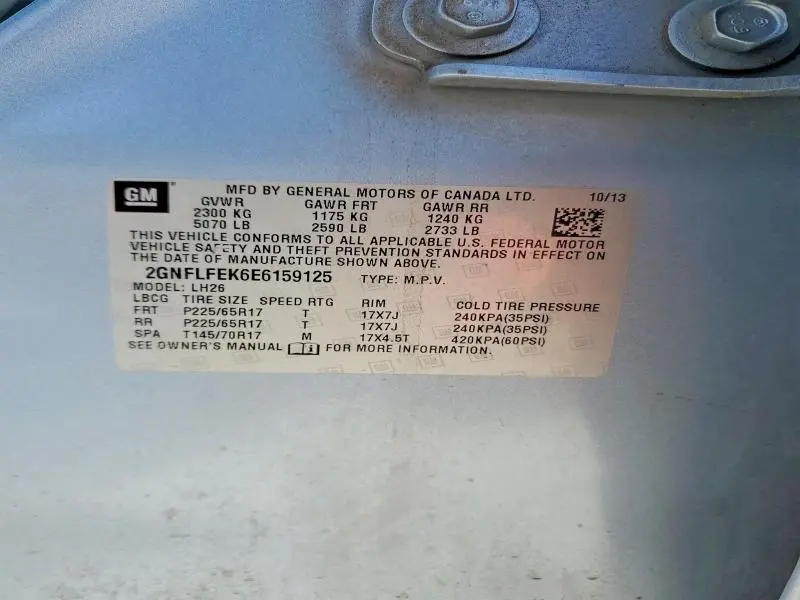 GM
MFD BY GENERAL MOTORS OF CANADA LTD. 10/13
GVWR GAWR FRT GAWR RR
2300 KG 1175 KG 1240 KG
5070 LB 2590 LB 2733 LB
THIS VEHICLE CONFORMS TO ALL APPLICABLE U.S. FEDERAL MOTOR
VEHICLE SAFETY AND THEFT PREVENTION STANDARDS IN EFFECT ON
THE DATE OF MANUFACTURE SHOWN ABOVE.
2GNFLFEK6E6159125 TYPE: M.P.V.
MODEL: LH26
LBCG TIRE SIZE SPEED RTG RIM COLD TIRE PRESSURE
FRT P225/65R17 T 17X7J 240KPA(35PSI)
RR P225/65R17 T 17X7J 240KPA(35PSI)
SPA T145/70R17 M 17X4.5T 420KPA(60PSI)
SEE OWNER'S MANUAL FOR MORE INFORMATION.